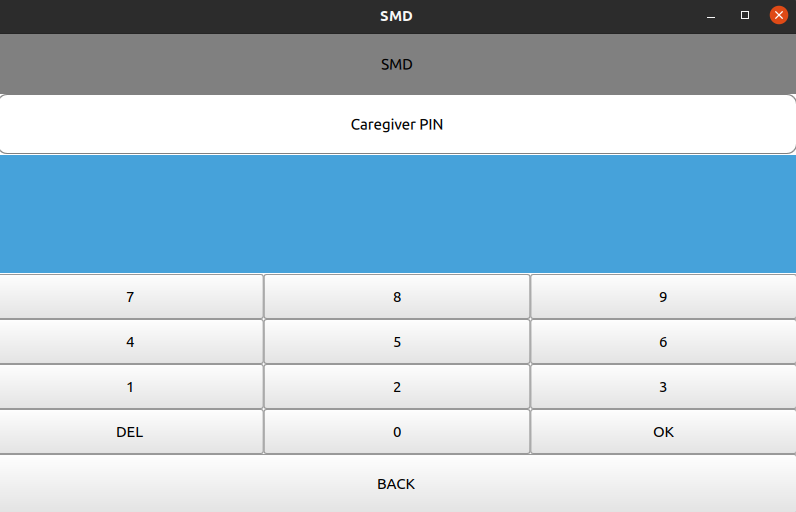 SMD
SMD
Caregiver PIN
7 8 9
4 5 6
1 2 3
DEL 0 OK
BACK